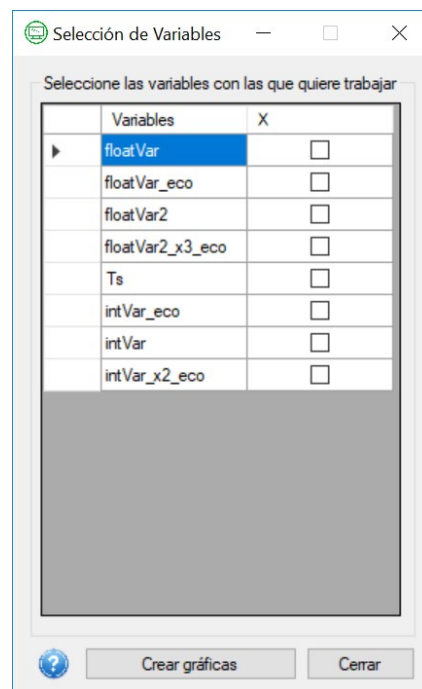 Selección de Variables
Seleccione las variables con las que quiere trabajar
Variables X
floatVar
floatVar_eco
floatVar2
floatVar2_x3_eco
Ts
intVar_eco
intVar
intVar_x2_eco
? Crear gráficas Cerrar